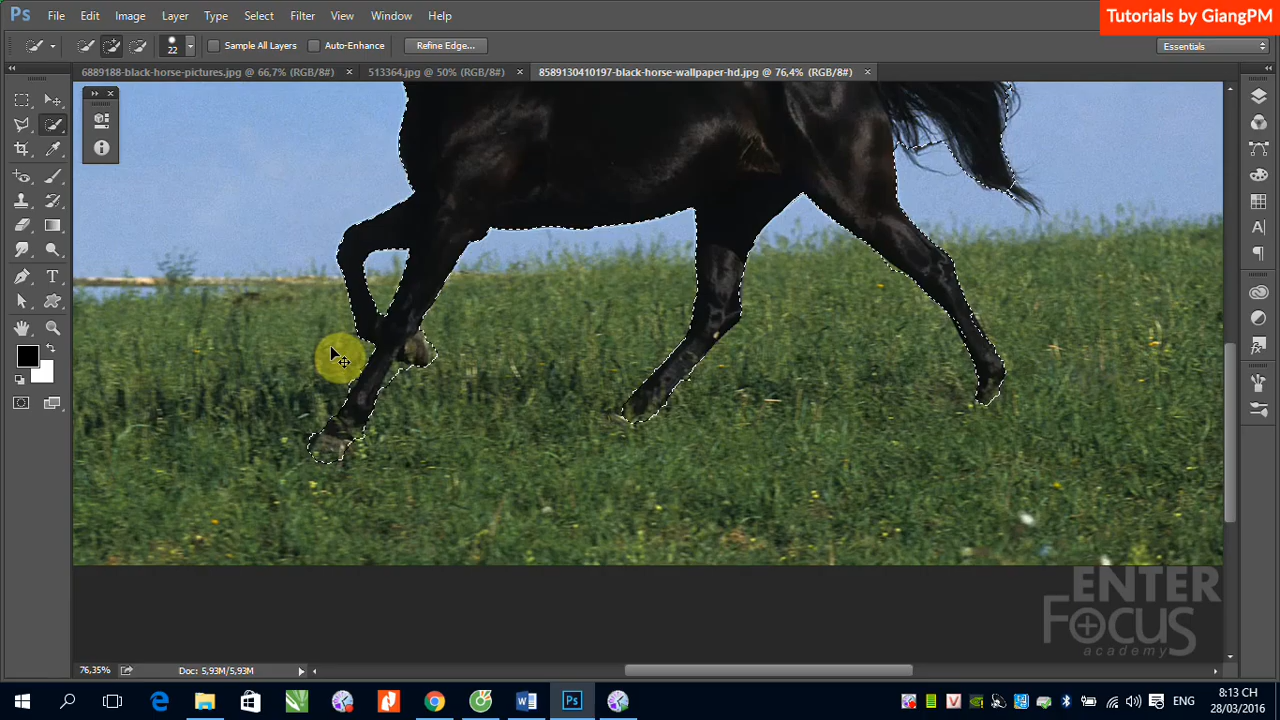 Tutorials by GiangPM
Ps File Edit Image Layer Type Select Filter View Window Help
22 Sample All Layers Auto-Enhance Refine Edge... Essentials
6889188-black-horse-pictures.jpg @ 66,7% (RGB/8#) × 513364.jpg @ 50% (RGB/8#) × 8589130410197-black-horse-wallpaper-hd.jpg @ 76,4% (RGB/8#) ×
ENTER
FOCUS
academy
76,35% Doc: 5,93M/5,93M
ENG 8:13 CH
28/03/2016